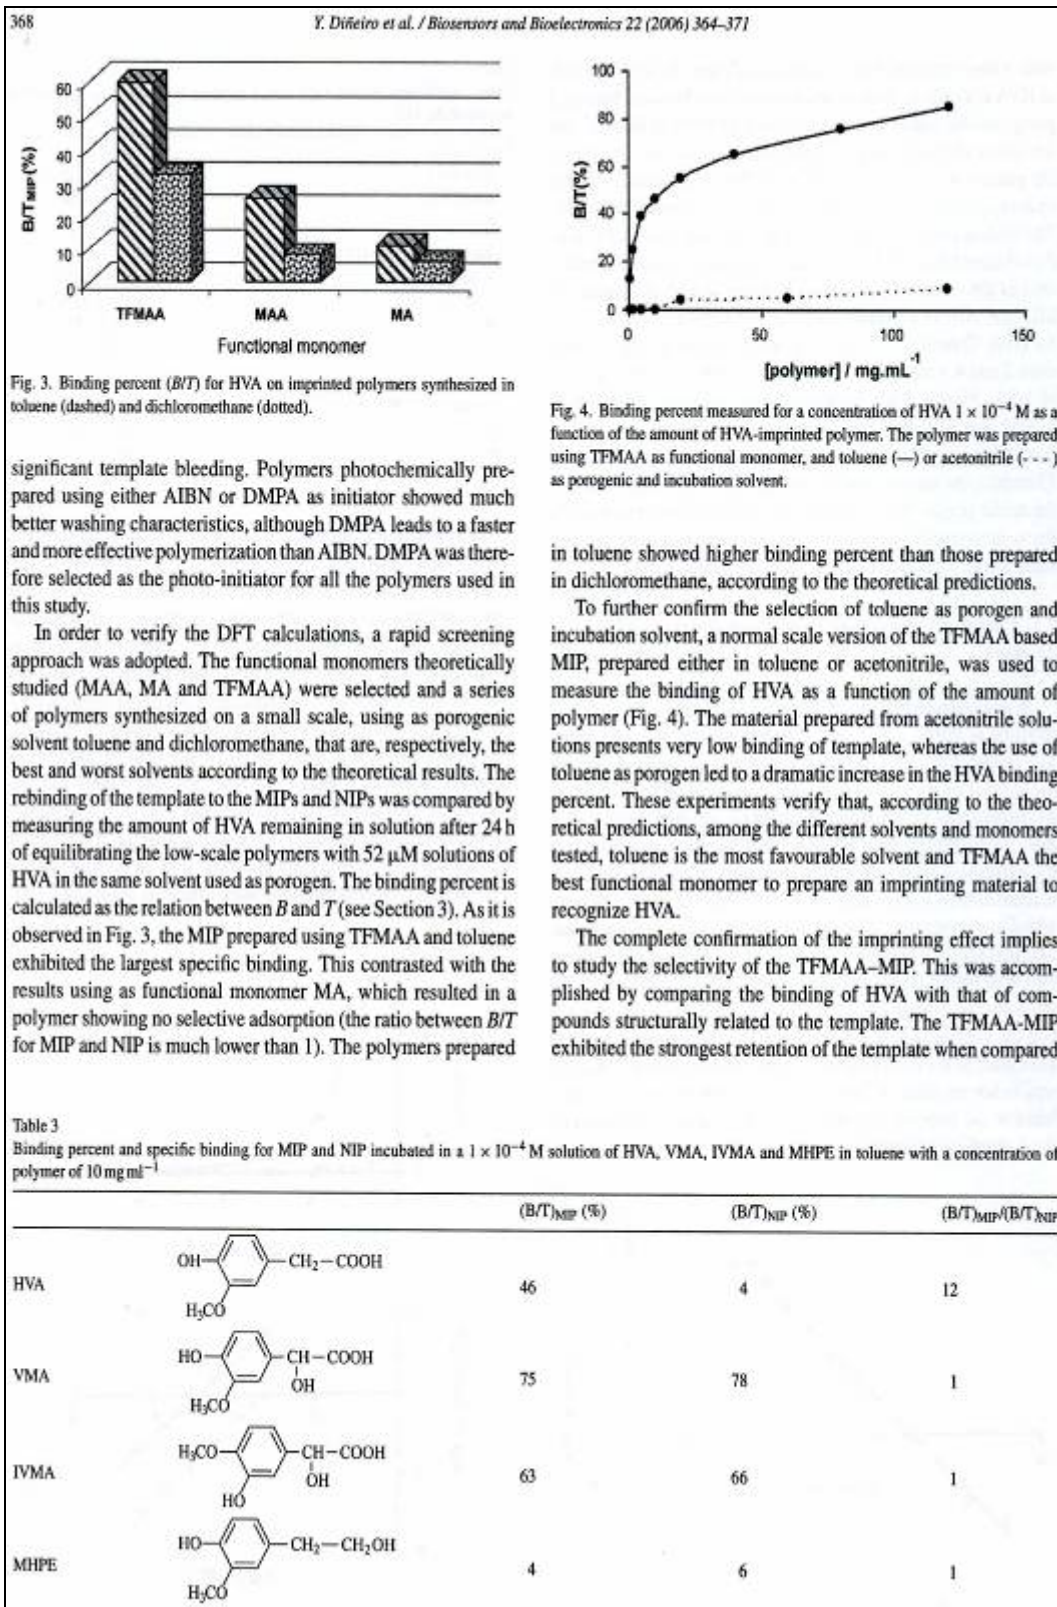 368
Y. Diñeiro et al. / Biosensors and Bioelectronics 22 (2006) 364–371
60
50
40
30
20
10
0
B/T_MIP (%)
TFMAA MAA MA
Functional monomer
Fig. 3. Binding percent (B/T) for HVA on imprinted polymers synthesized in
toluene (dashed) and dichloromethane (dotted).
significant template bleeding. Polymers photochemically pre-
pared using either AIBN or DMPA as initiator showed much
better washing characteristics, although DMPA leads to a faster
and more effective polymerization than AIBN. DMPA was there-
fore selected as the photo-initiator for all the polymers used in
this study.
In order to verify the DFT calculations, a rapid screening
approach was adopted. The functional monomers theoretically
studied (MAA, MA and TFMAA) were selected and a series
of polymers synthesized on a small scale, using as porogenic
solvent toluene and dichloromethane, that are, respectively, the
best and worst solvents according to the theoretical results. The
rebinding of the template to the MIPs and NIPs was compared by
measuring the amount of HVA remaining in solution after 24 h
of equilibrating the low-scale polymers with 52 μM solutions of
HVA in the same solvent used as porogen. The binding percent is
calculated as the relation between B and T (see Section 3). As it is
observed in Fig. 3, the MIP prepared using TFMAA and toluene
exhibited the largest specific binding. This contrasted with the
results using as functional monomer MA, which resulted in a
polymer showing no selective adsorption (the ratio between B/T
for MIP and NIP is much lower than 1). The polymers prepared
100
80
60
40
20
0
B/T(%)
0 50 100 150
[polymer] / mg.mL⁻¹
Fig. 4. Binding percent measured for a concentration of HVA 1 × 10⁻⁴ M as a
function of the amount of HVA-imprinted polymer. The polymer was prepared
using TFMAA as functional monomer, and toluene (—) or acetonitrile (- - -)
as porogenic and incubation solvent.
in toluene showed higher binding percent than those prepared
in dichloromethane, according to the theoretical predictions.
To further confirm the selection of toluene as porogen and
incubation solvent, a normal scale version of the TFMAA based
MIP, prepared either in toluene or acetonitrile, was used to
measure the binding of HVA as a function of the amount of
polymer (Fig. 4). The material prepared from acetonitrile solu-
tions presents very low binding of template, whereas the use of
toluene as porogen led to a dramatic increase in the HVA binding
percent. These experiments verify that, according to the theo-
retical predictions, among the different solvents and monomers
tested, toluene is the most favourable solvent and TFMAA the
best functional monomer to prepare an imprinting material to
recognize HVA.
The complete confirmation of the imprinting effect implies
to study the selectivity of the TFMAA–MIP. This was accom-
plished by comparing the binding of HVA with that of com-
pounds structurally related to the template. The TFMAA-MIP
exhibited the strongest retention of the template when compared
Table 3
Binding percent and specific binding for MIP and NIP incubated in a 1 × 10⁻⁴ M solution of HVA, VMA, IVMA and MHPE in toluene with a concentration of
polymer of 10 mg ml⁻¹
(B/T)MIP (%) (B/T)NIP (%) (B/T)MIP/(B/T)NIP
OH CH₂–COOH
HVA 46 4 12
H₃CO
HO CH–COOH
VMA 75 78 1
OH
H₃CO
H₃CO CH–COOH
IVMA 63 66 1
OH
HO
HO CH₂–CH₂OH
MHPE 4 6 1
H₃CO